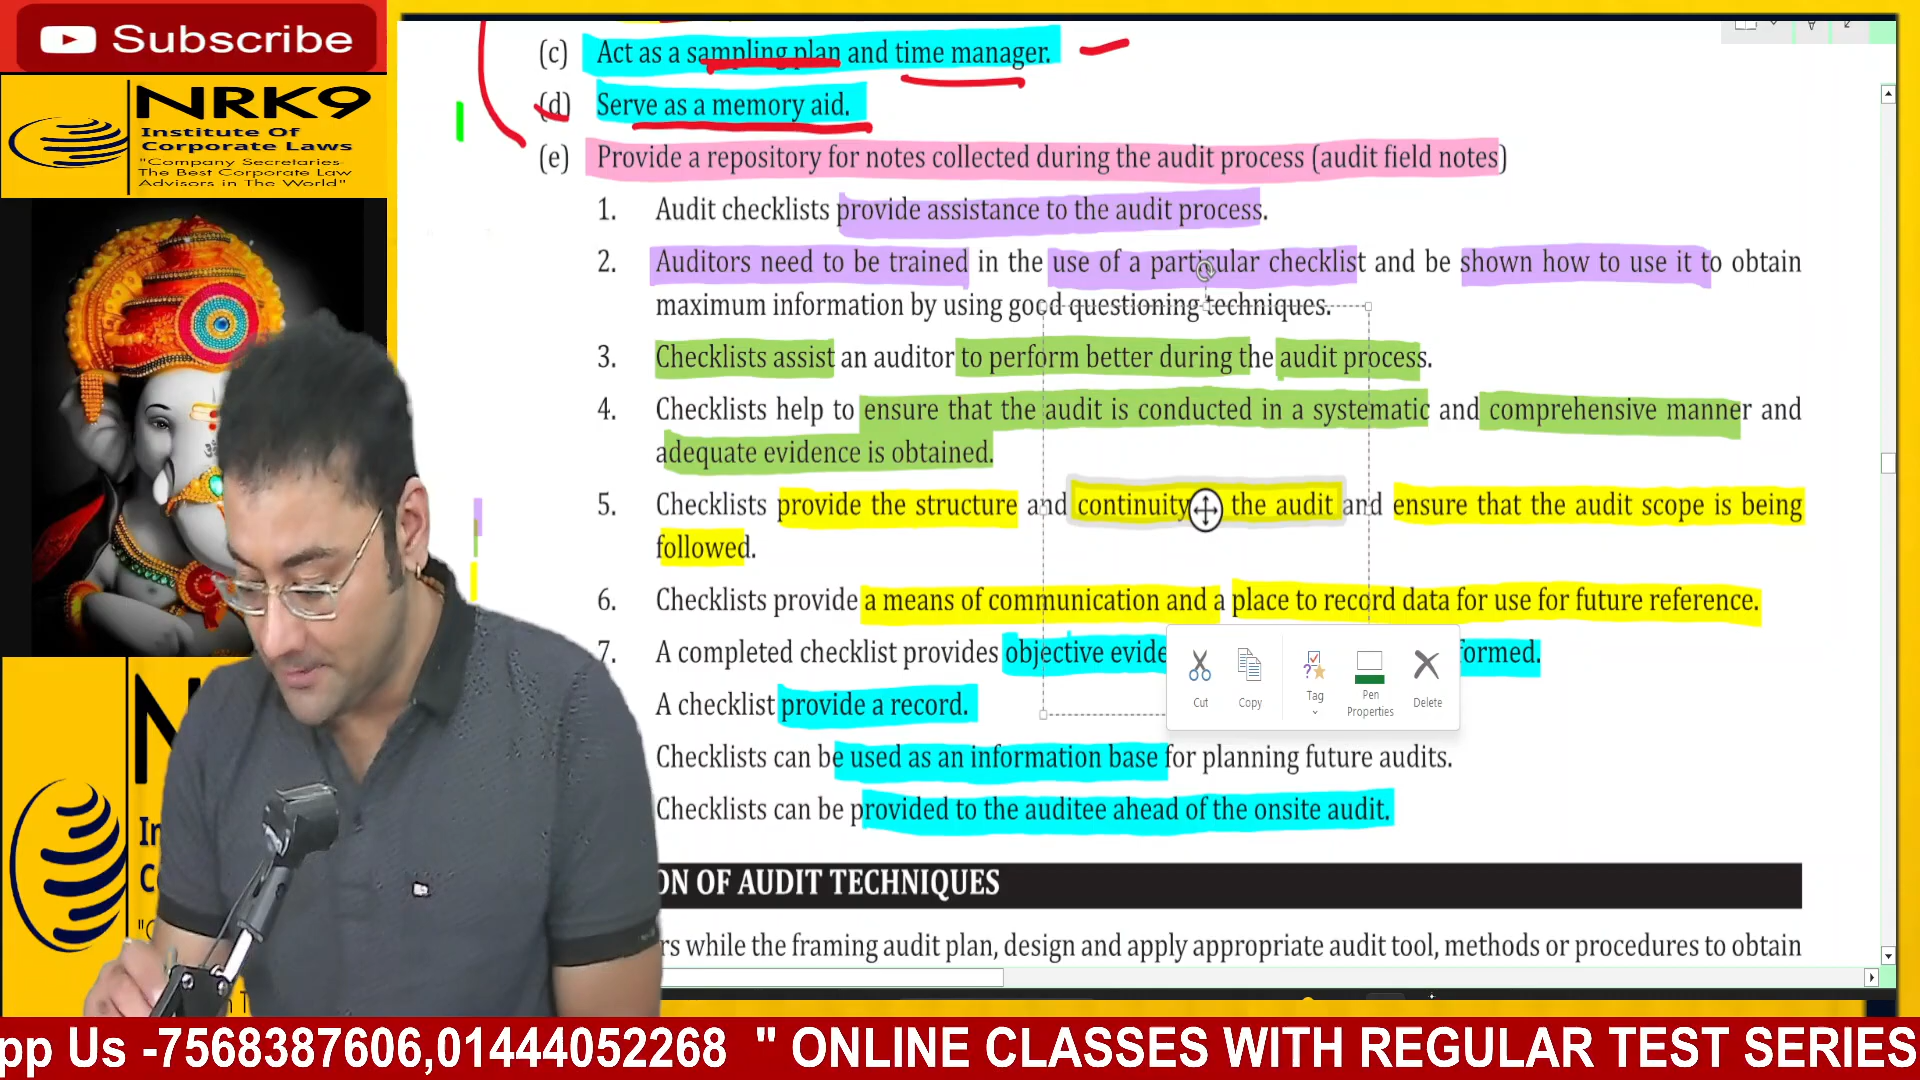 Subscribe
NRK9
Institute Of
Corporate Laws
"Company Secretaries-
The Best Corporate Law
Advisors in The World"
(c) Act as a sampling plan and time manager.
(d) Serve as a memory aid.
(e) Provide a repository for notes collected during the audit process (audit field notes)
1. Audit checklists provide assistance to the audit process.
2. Auditors need to be trained in the use of a particular checklist and be shown how to use it to obtain
maximum information by using good questioning techniques.
3. Checklists assist an auditor to perform better during the audit process.
4. Checklists help to ensure that the audit is conducted in a systematic and comprehensive manner and
adequate evidence is obtained.
5. Checklists provide the structure and continuity the audit and ensure that the audit scope is being
followed.
6. Checklists provide a means of communication and a place to record data for use for future reference.
7. A completed checklist provides objective evide formed.
Cut Copy Tag Pen Properties Delete
A checklist provide a record.
Checklists can be used as an information base for planning future audits.
Checklists can be provided to the auditee ahead of the onsite audit.
ON OF AUDIT TECHNIQUES
rs while the framing audit plan, design and apply appropriate audit tool, methods or procedures to obtain
pp Us -7568387606,01444052268 " ONLINE CLASSES WITH REGULAR TEST SERIES